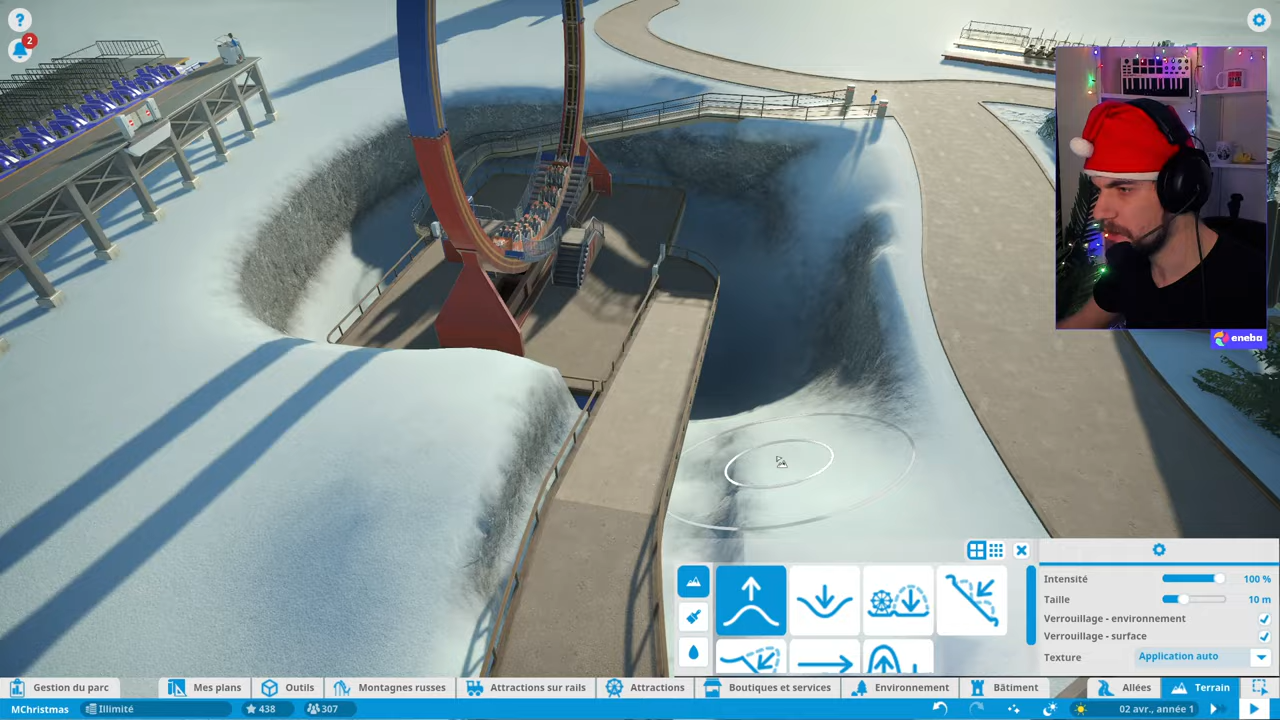 ?
2
eneba
Intensité 100 %
Taille 10 m
Verrouillage - environnement
Verrouillage - surface
Texture Application auto
Gestion du parc Mes plans Outils Montagnes russes Attractions sur rails Attractions Boutiques et services Environnement Bâtiment Allées Terrain
MChristmas Illimité 438 307 02 avr., année 1